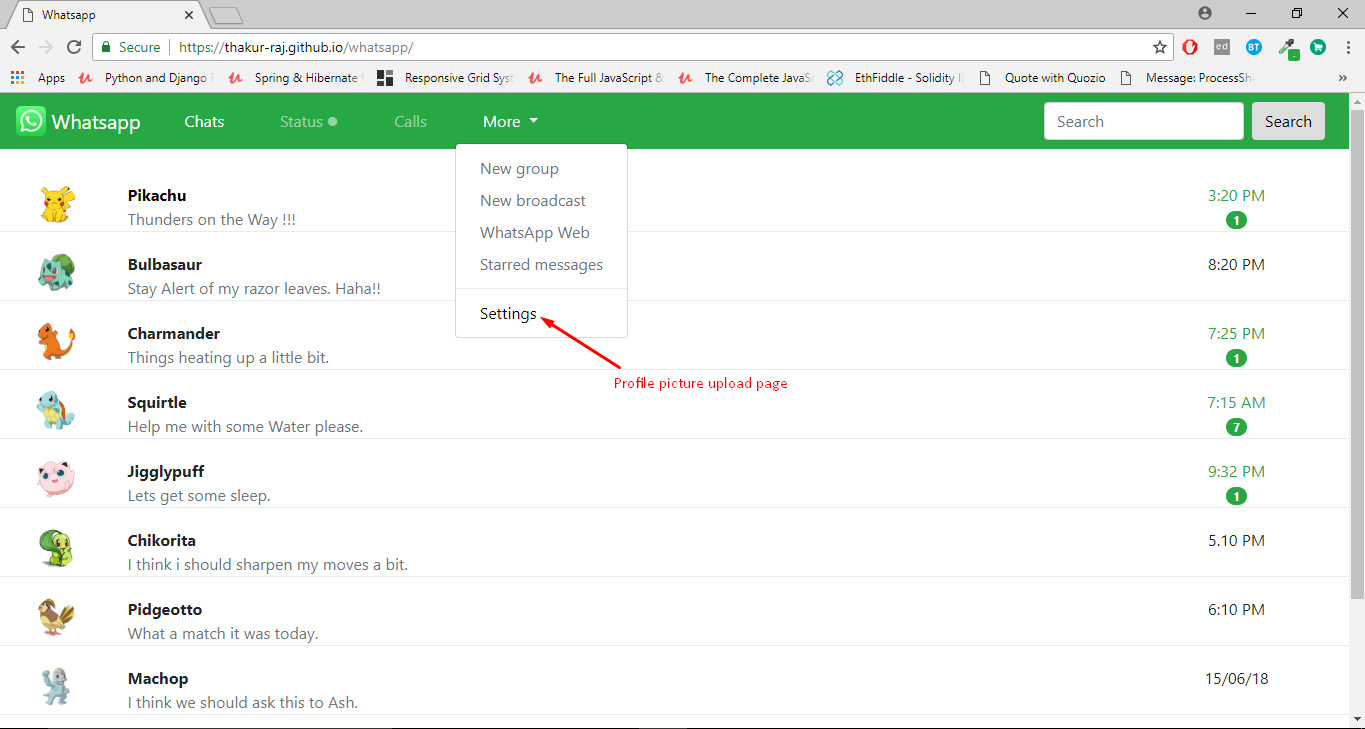 Whatsapp
Secure https://thakur-raj.github.io/whatsapp/
ed BT
Apps Python and Django Spring & Hibernate Responsive Grid Syst The Full JavaScript & The Complete JavaSc EthFiddle - Solidity I Quote with Quozio Message: ProcessShi »
Whatsapp Chats Status Calls More Search Search
New group
New broadcast
WhatsApp Web
Starred messages
Settings
Profile picture upload page
Pikachu 3:20 PM
Thunders on the Way !!! 1
Bulbasaur 8:20 PM
Stay Alert of my razor leaves. Haha!!
Charmander 7:25 PM
Things heating up a little bit. 1
Squirtle 7:15 AM
Help me with some Water please. 7
Jigglypuff 9:32 PM
Lets get some sleep. 1
Chikorita 5.10 PM
I think i should sharpen my moves a bit.
Pidgeotto 6:10 PM
What a match it was today.
Machop 15/06/18
I think we should ask this to Ash.